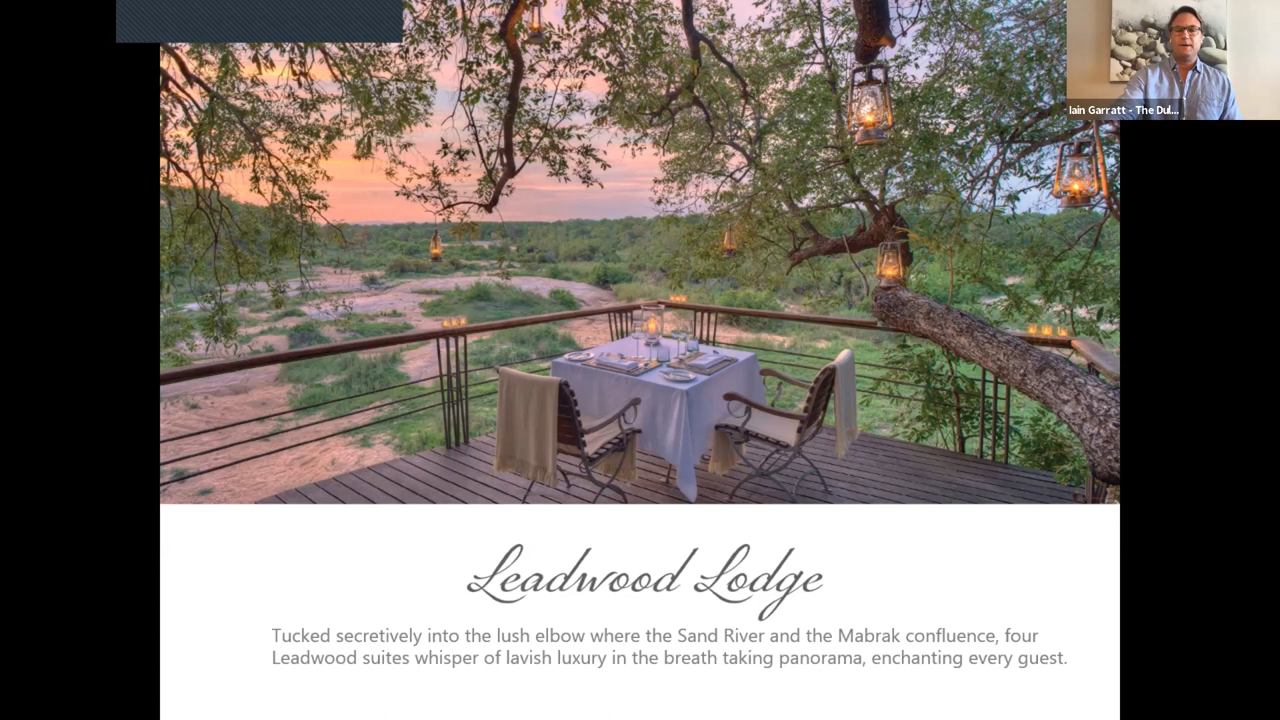 Iain Garratt - The Dul...
Leadwood Lodge
Tucked secretively into the lush elbow where the Sand River and the Mabrak confluence, four
Leadwood suites whisper of lavish luxury in the breath taking panorama, enchanting every guest.